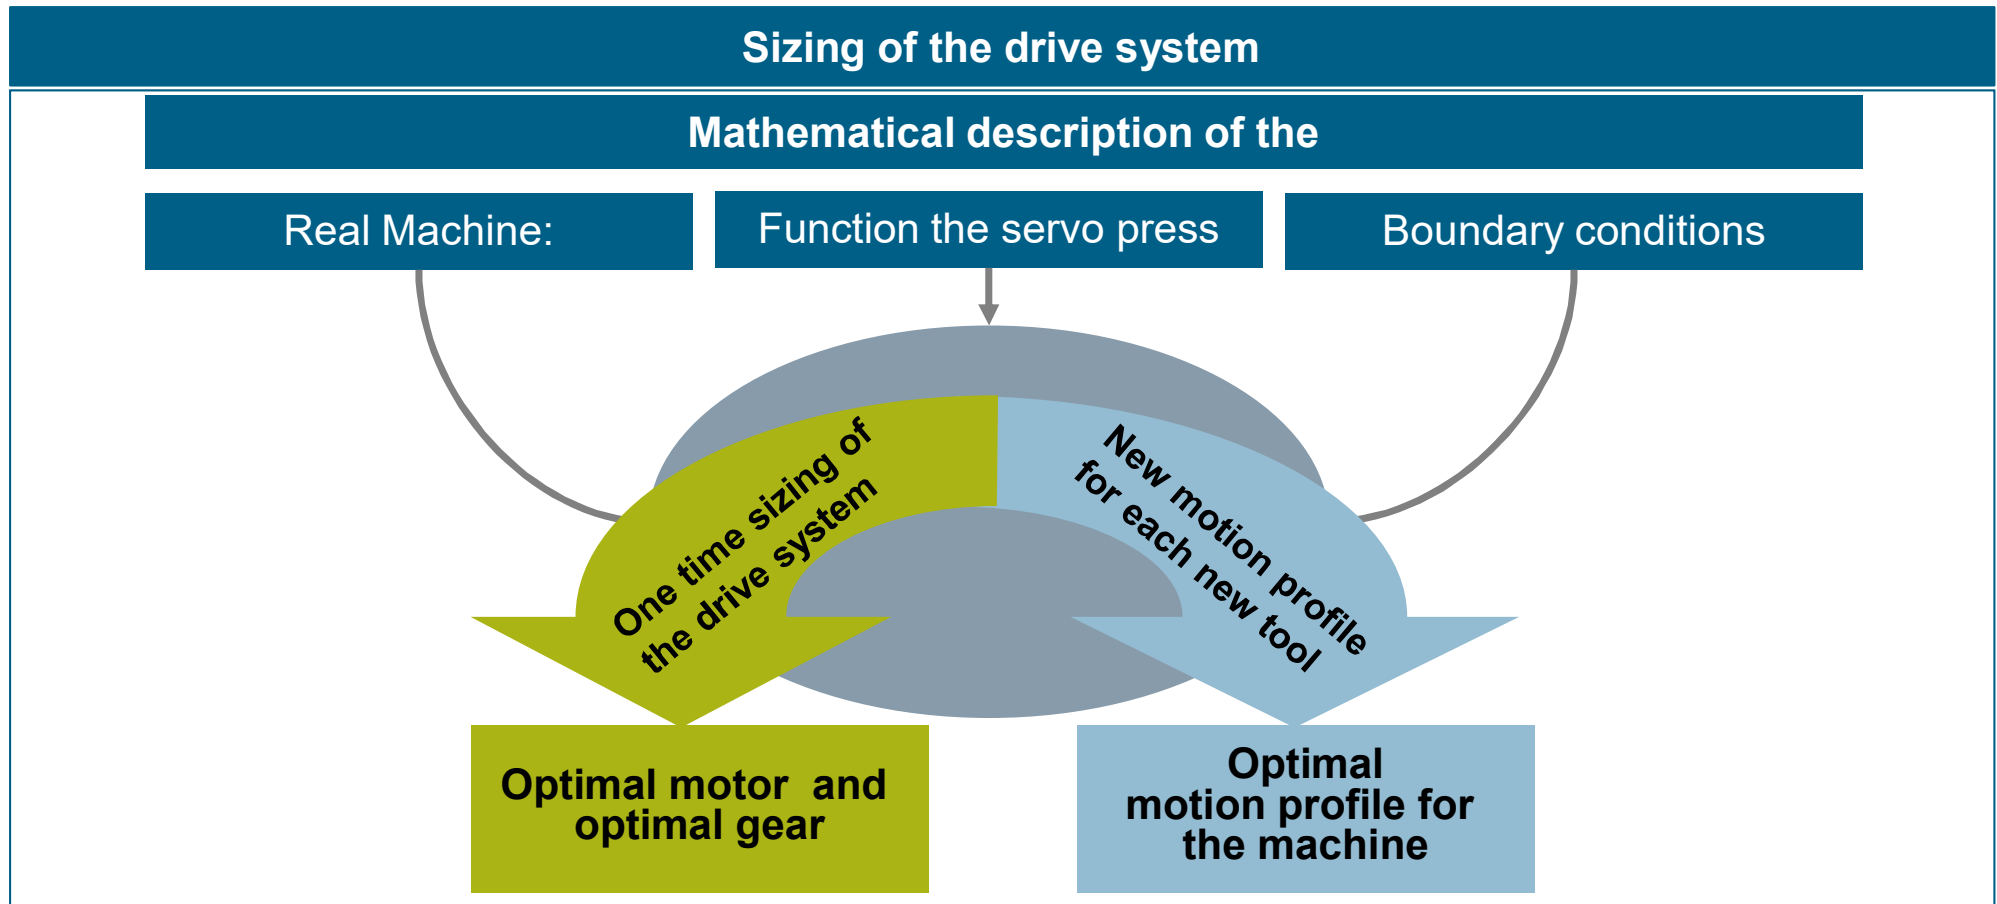 Sizing of the drive system
Mathematical description of the
Real Machine:
Function the servo press
Boundary conditions
One time sizing of
the drive system
New motion profile
for each new tool
Optimal motor  and
optimal gear
Optimal
motion profile for
the machine